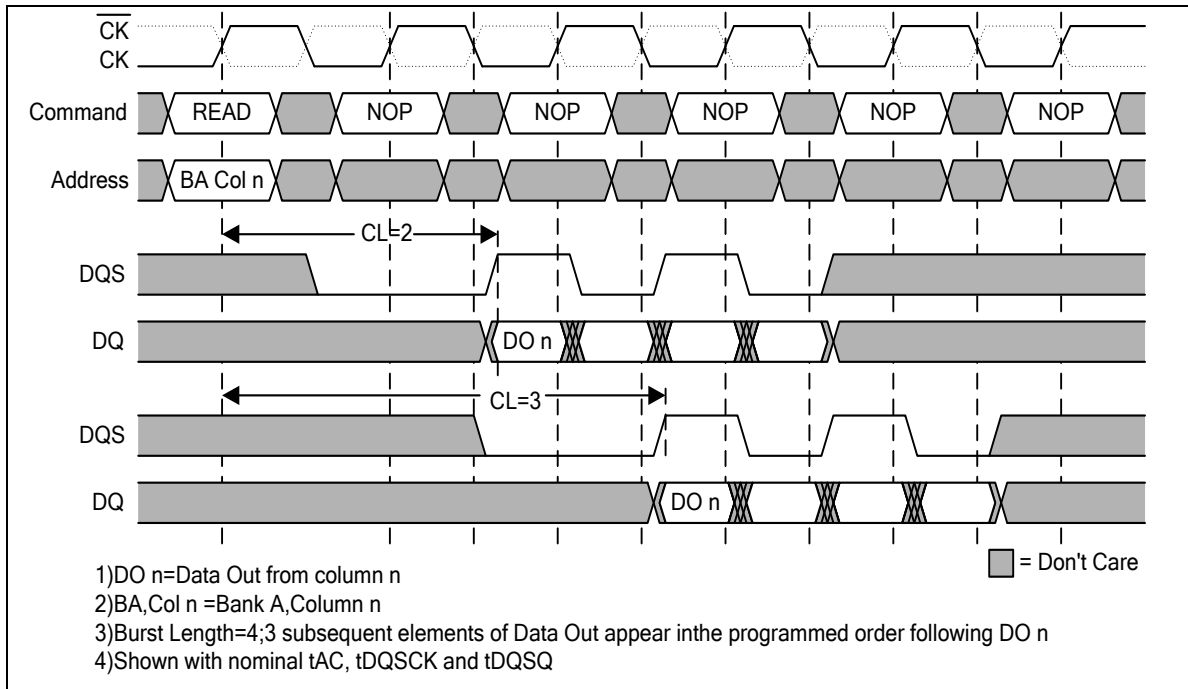 CK
CK
Command READ NOP NOP NOP NOP NOP
Address BA Col n
CL=2
DQS
DQ DO n
CL=3
DQS
DQ DO n
= Don't Care
1)DO n=Data Out from column n
2)BA,Col n =Bank A,Column n
3)Burst Length=4;3 subsequent elements of Data Out appear inthe programmed order following DO n
4)Shown with nominal tAC, tDQSCK and tDQSQ